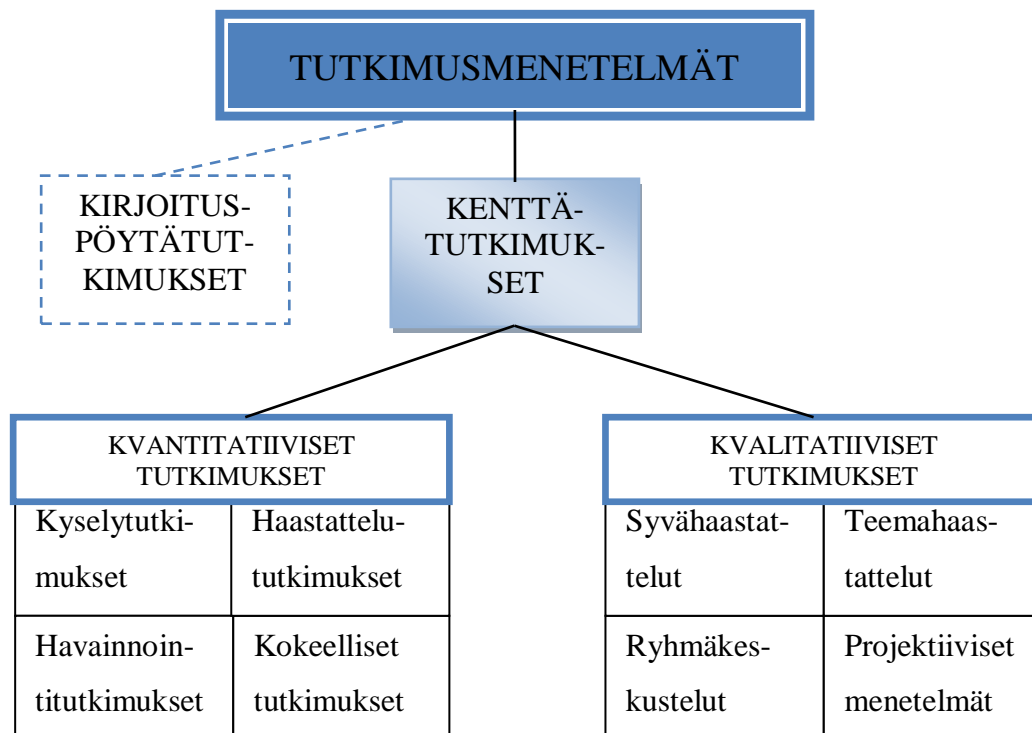 TUTKIMUSMENETELMÄT
KIRJOITUS-
PÖYTÄTUT-
KIMUKSET
KENTTÄ-
TUTKIMUK-
SET
KVANTITATIIVISET
TUTKIMUKSET
Kyselytutki-
mukset
Haastattelu-
tutkimukset
Havainnoin-
titutkimukset
Kokeelliset
tutkimukset
KVALITATIIVISET
TUTKIMUKSET
Syvähaastat-
telut
Teemahaas-
tattelut
Ryhmäkes-
kustelut
Projektiiviset
menetelmät